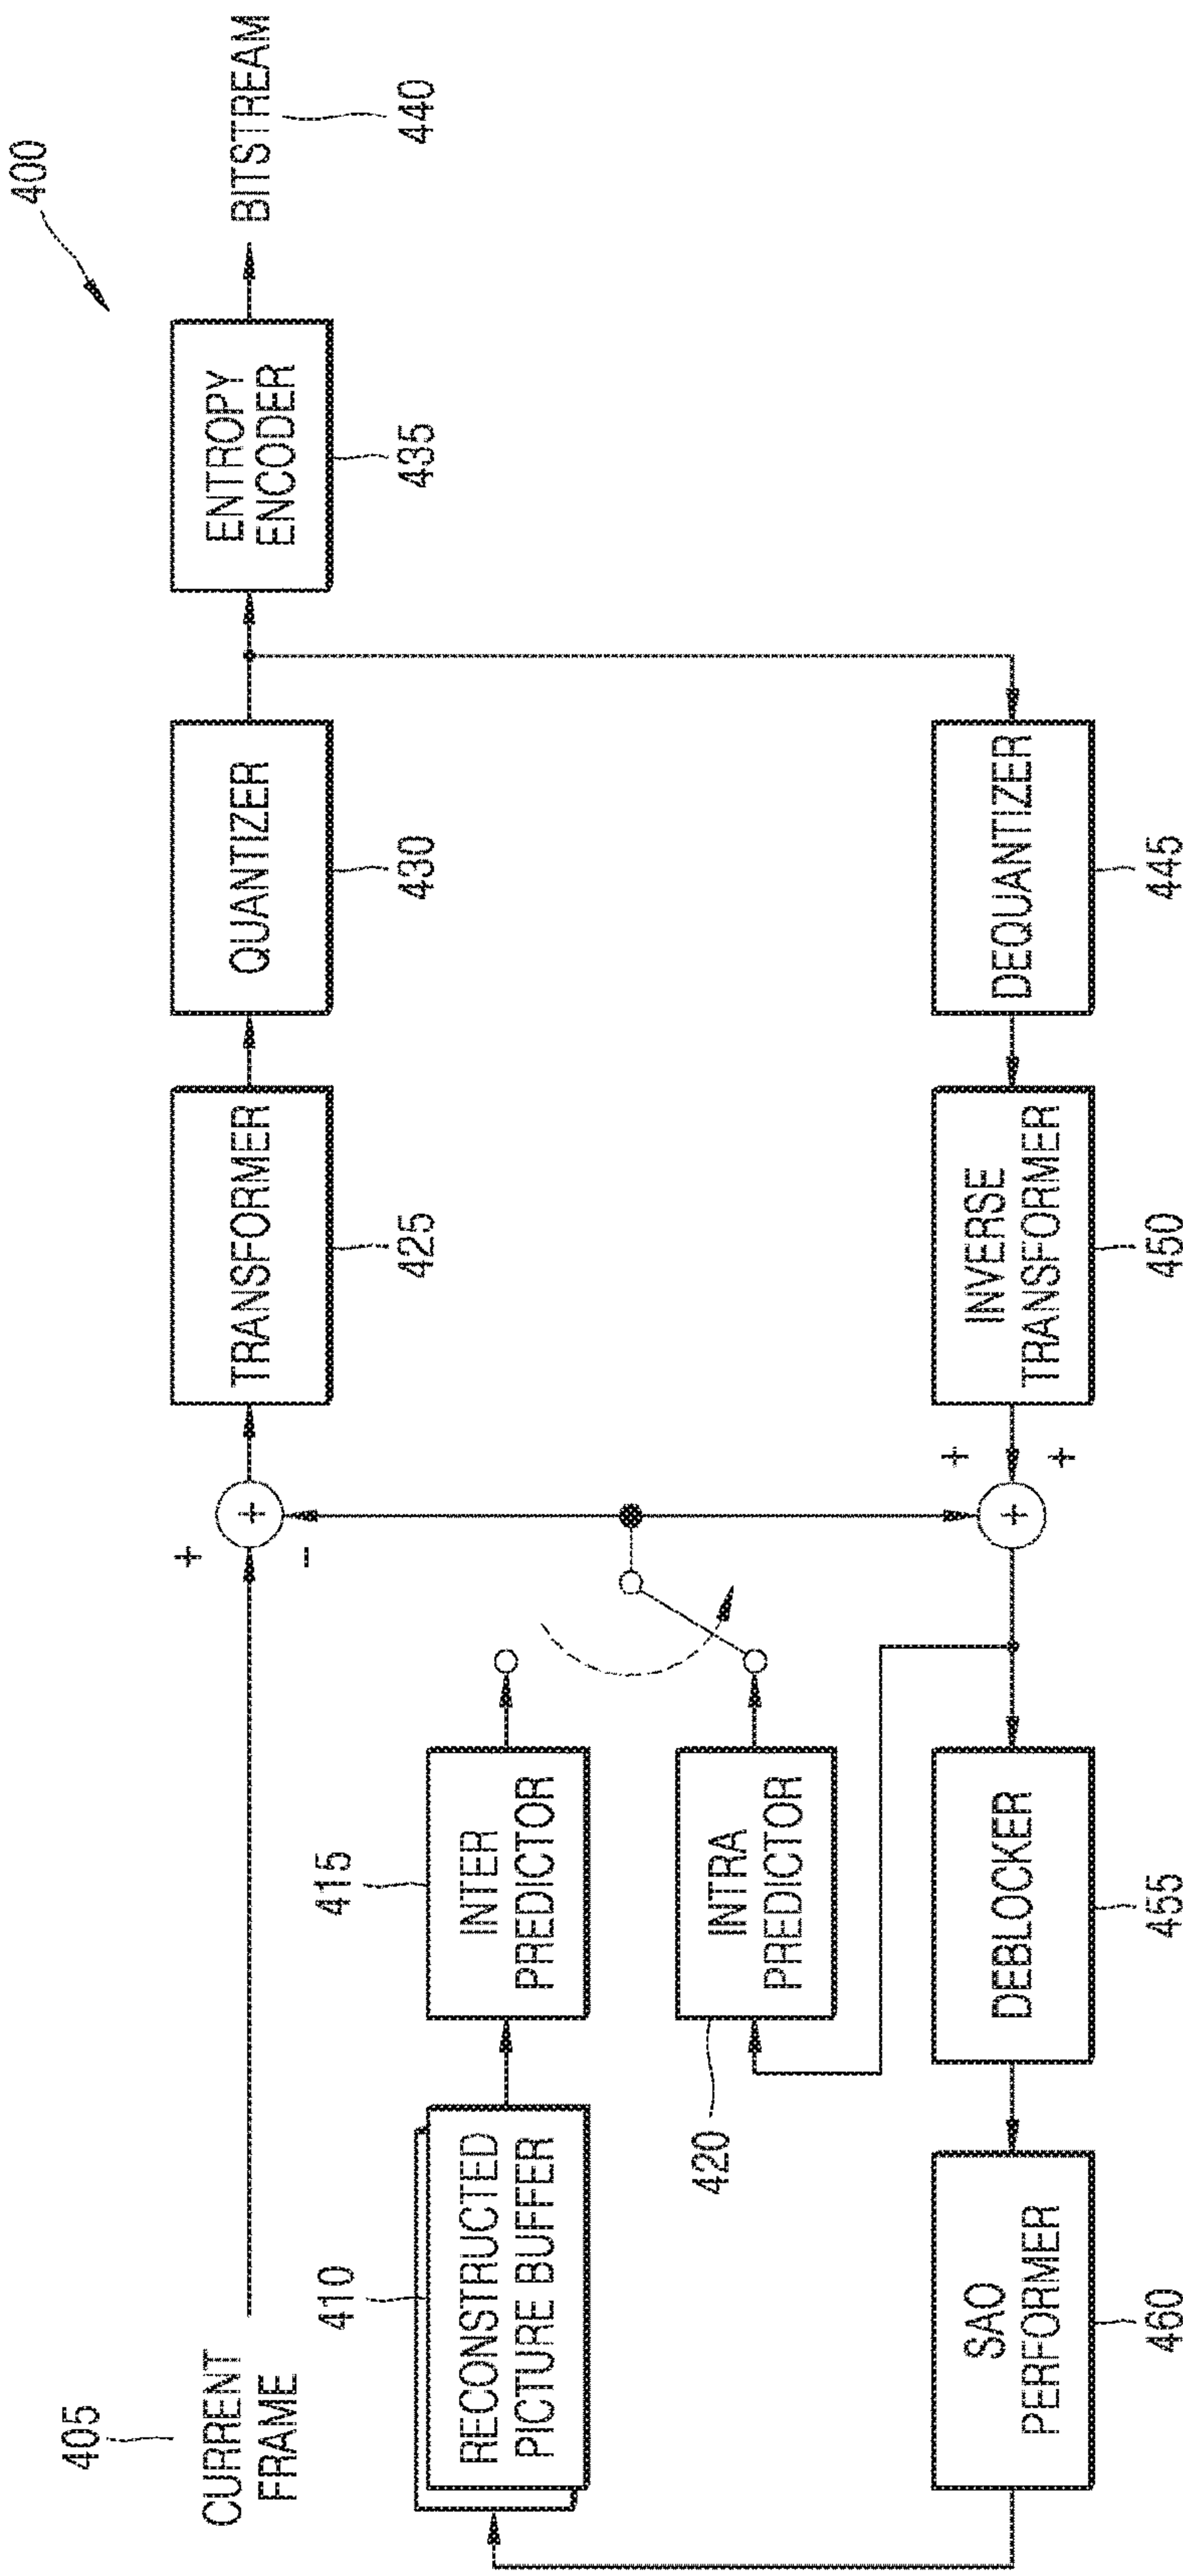 400
405
CURRENT
FRAME
+
-
+
TRANSFORMER
425
QUANTIZER
430
ENTROPY
ENCODER
435
BITSTREAM
440
410
RECONSTRUCTED
PICTURE BUFFER
415
INTER
PREDICTOR
420
INTRA
PREDICTOR
460
SAO
PERFORMER
455
DEBLOCKER
+
+
+
450
INVERSE
TRANSFORMER
445
DEQUANTIZER